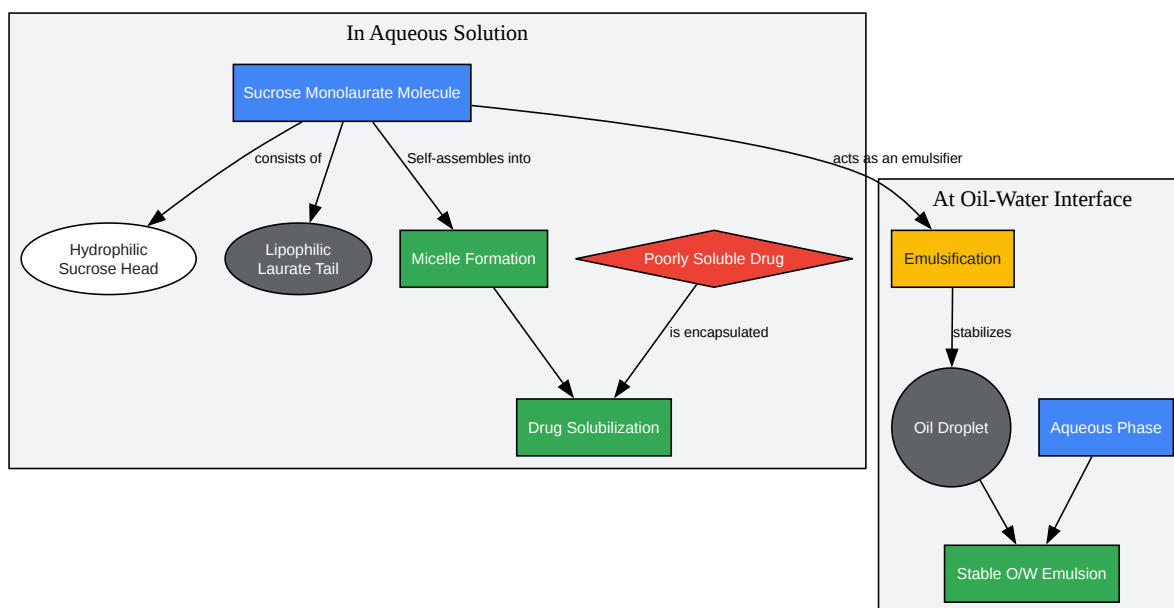 In Aqueous Solution
Sucrose Monolaurate Molecule
consists of
Self-assembles into
acts as an emulsifier
At Oil-Water Interface
Hydrophilic
Sucrose Head
Lipophilic
Laurate Tail
Micelle Formation
Poorly Soluble Drug
Emulsification
is encapsulated
stabilizes
Drug Solubilization
Oil Droplet
Aqueous Phase
Stable O/W Emulsion